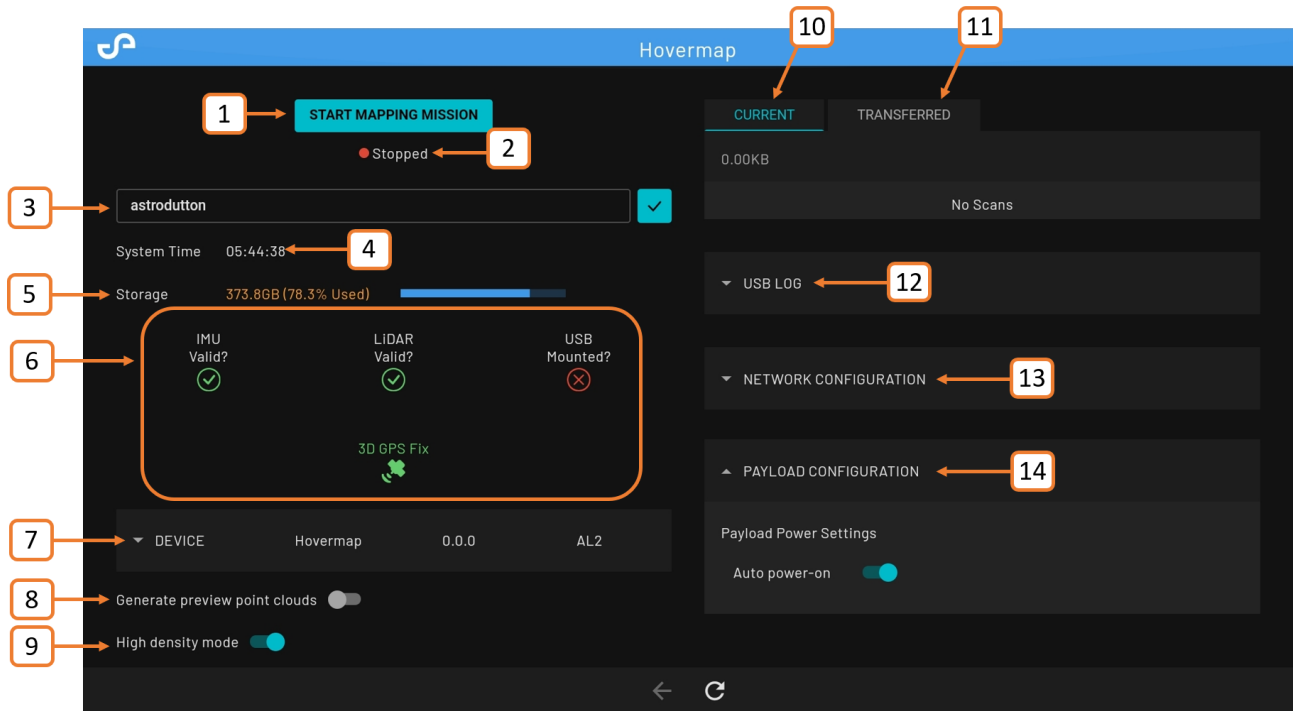 10
11
Hovermap
1
START MAPPING MISSION
Stopped
2
3
astrodutton
System Time 05:44:38
4
5
Storage 373.8GB (78.3% Used)
6
IMU
Valid?
LiDAR
Valid?
USB
Mounted?
3D GPS Fix
7
DEVICE Hovermap 0.0.0 AL2
8
Generate preview point clouds
9
High density mode
CURRENT TRANSFERRED
0.00KB
No Scans
USB LOG
12
NETWORK CONFIGURATION
13
PAYLOAD CONFIGURATION
14
Payload Power Settings
Auto power-on